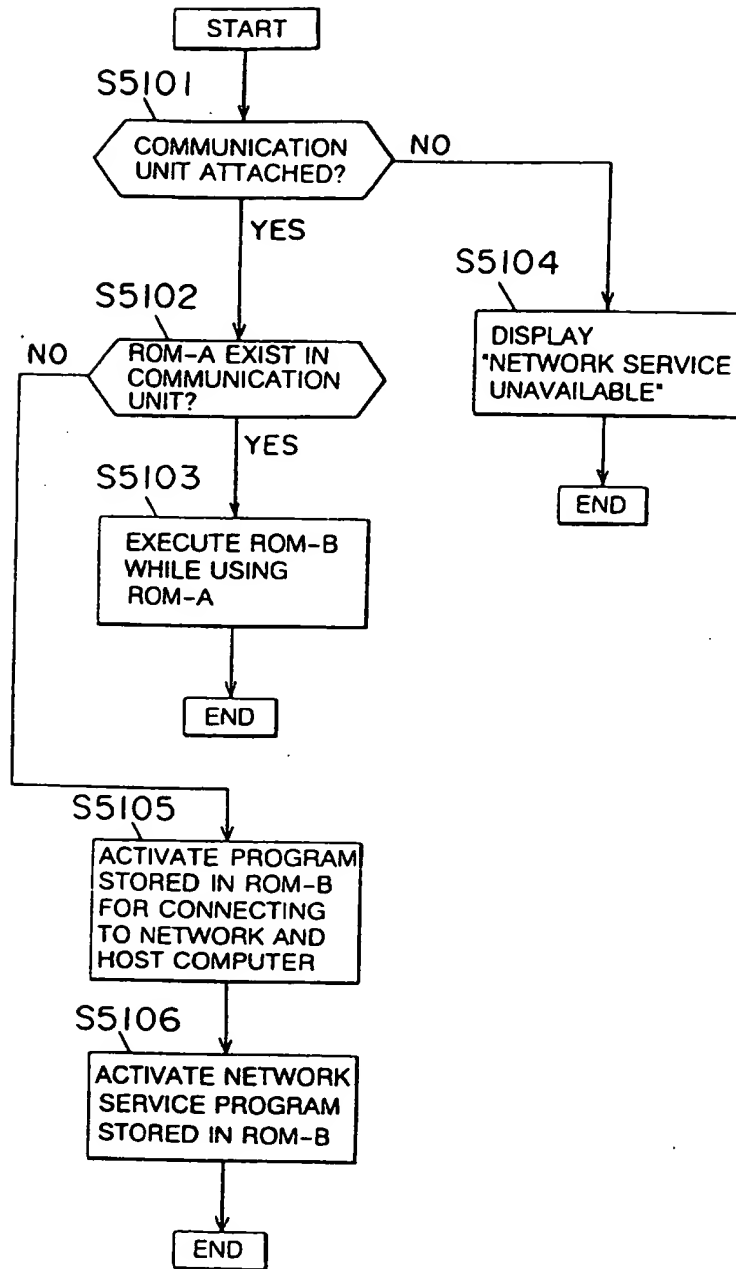 START
S5101
COMMUNICATION
UNIT ATTACHED?
NO
YES
S5104
DISPLAY
"NETWORK SERVICE
UNAVAILABLE"
END
S5102
NO
ROM-A EXIST IN
COMMUNICATION
UNIT?
YES
S5103
EXECUTE ROM-B
WHILE USING
ROM-A
END
S5105
ACTIVATE PROGRAM
STORED IN ROM-B
FOR CONNECTING
TO NETWORK AND
HOST COMPUTER
S5106
ACTIVATE NETWORK
SERVICE PROGRAM
STORED IN ROM-B
END